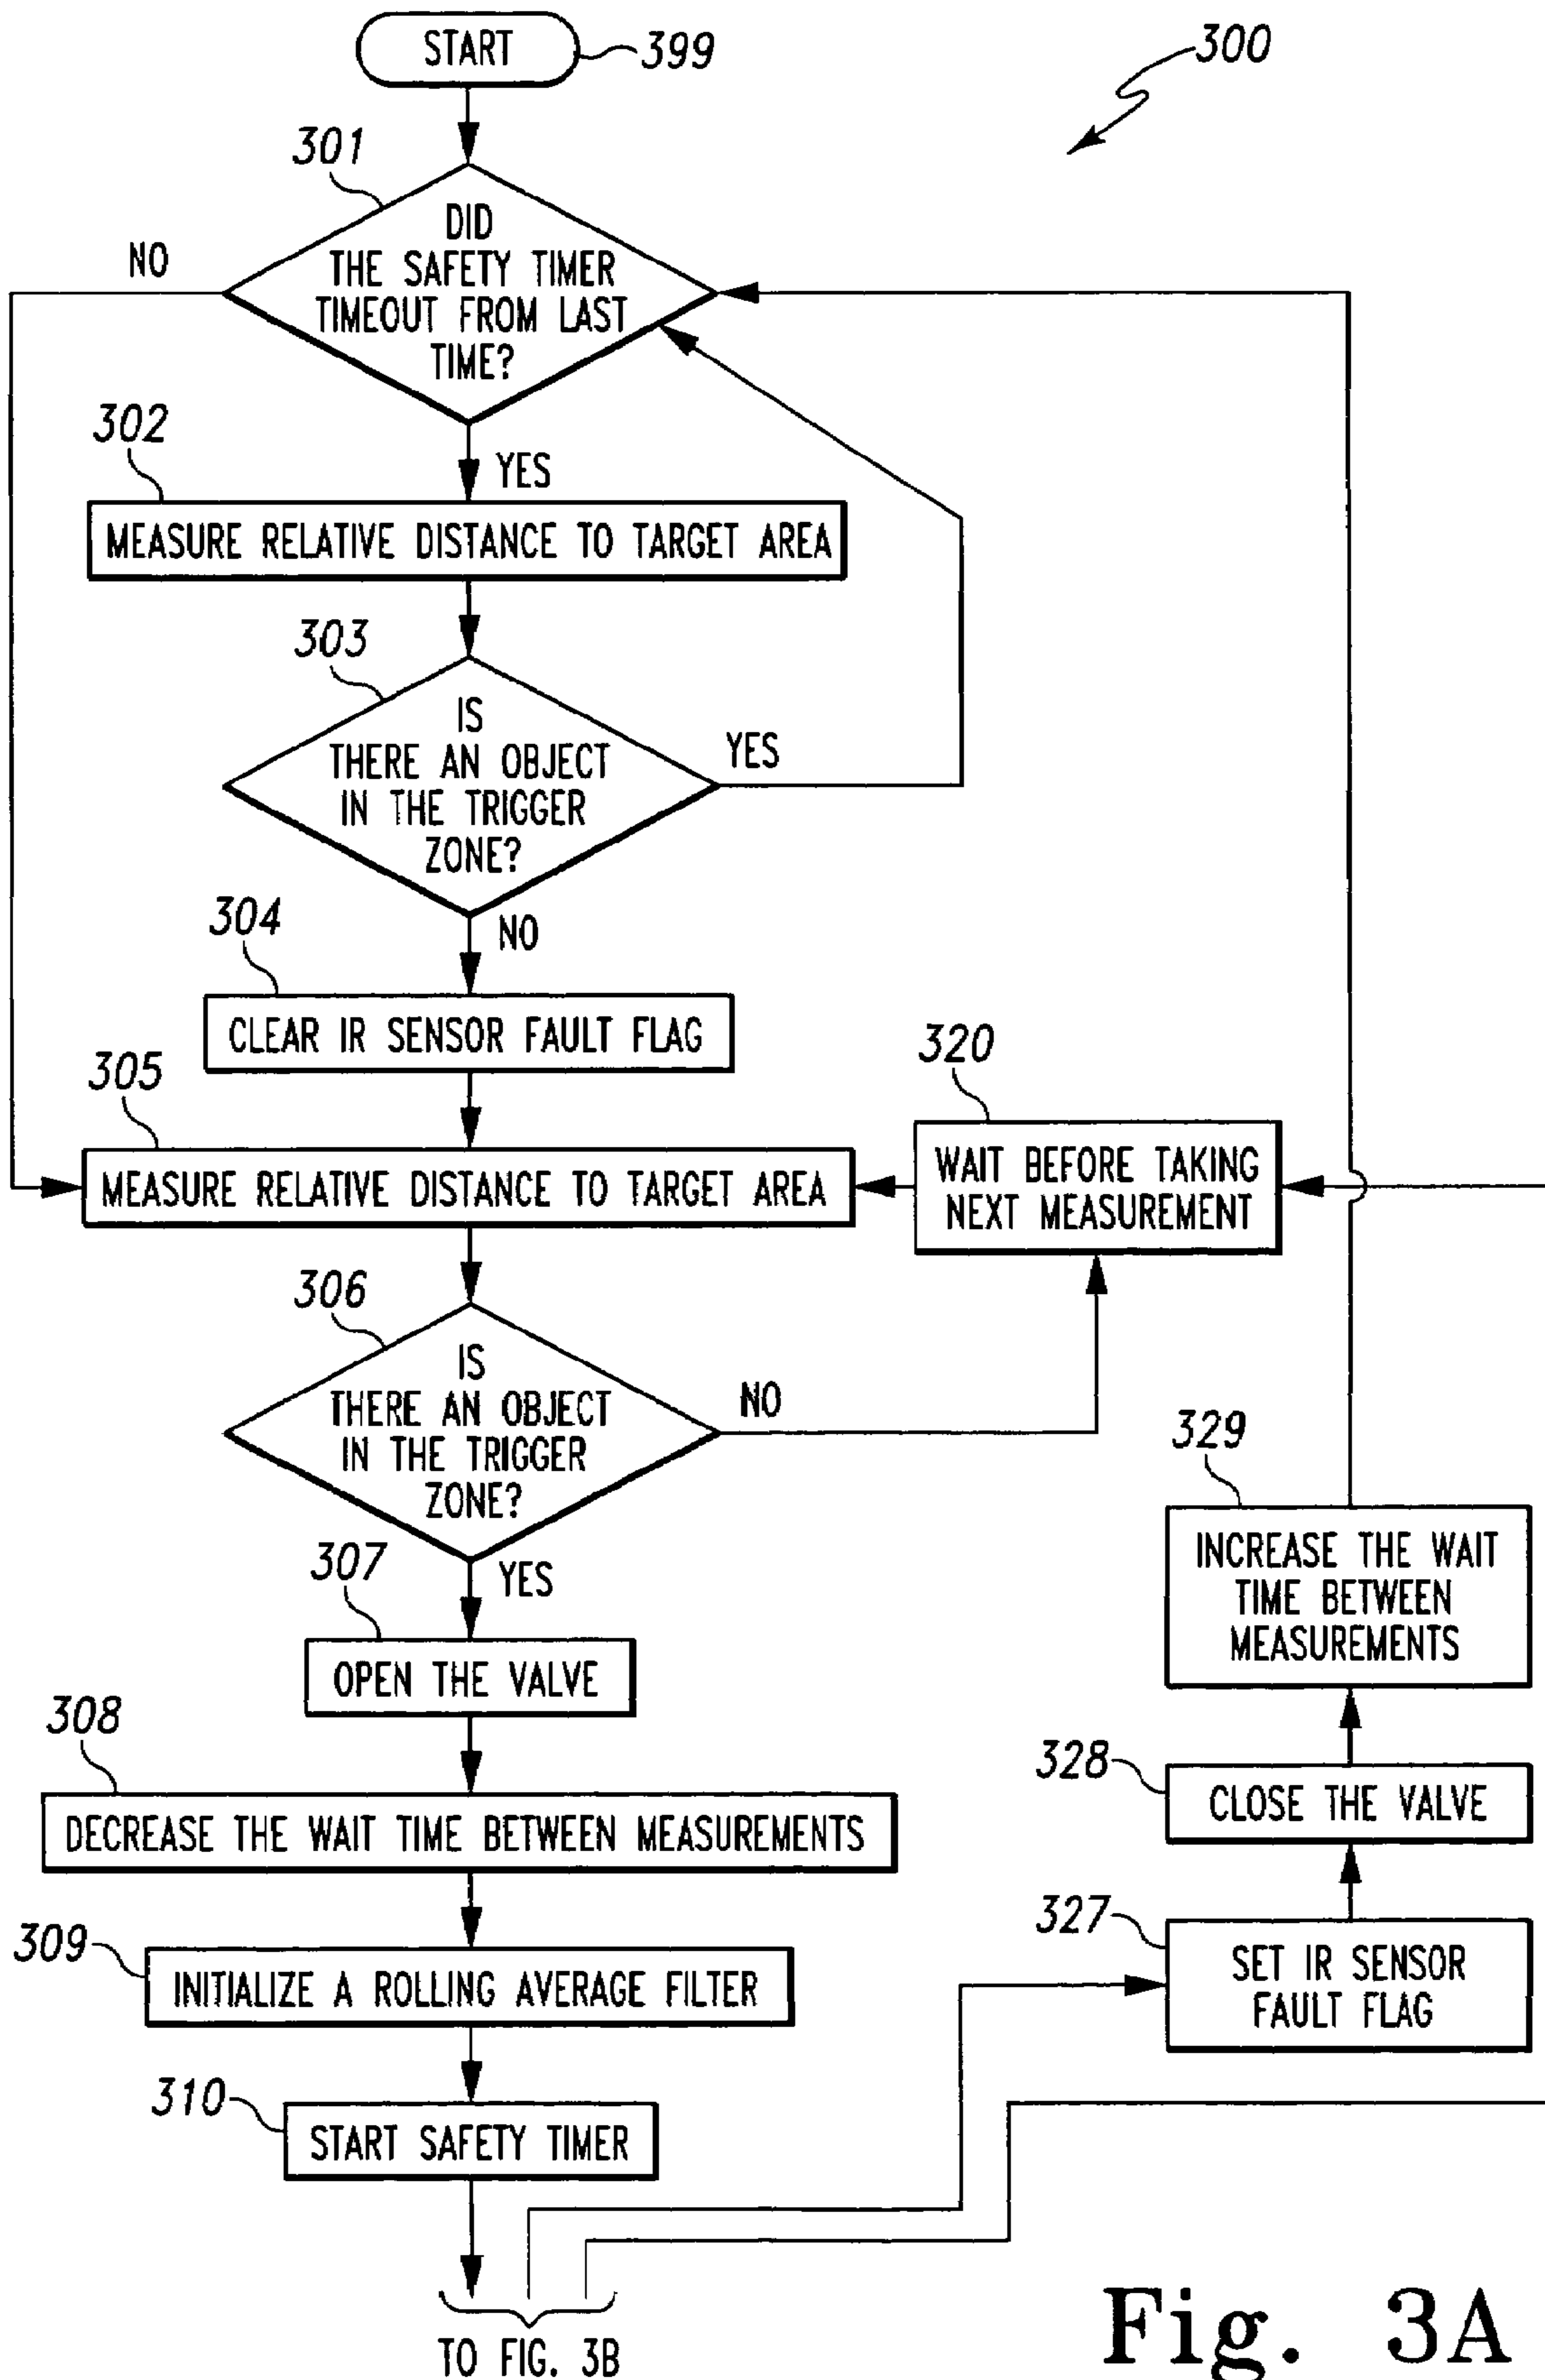 START
399
300
301
DID
THE SAFETY TIMER
TIMEOUT FROM LAST
TIME?
NO
YES
302
MEASURE RELATIVE DISTANCE TO TARGET AREA
303
IS
THERE AN OBJECT
IN THE TRIGGER
ZONE?
YES
NO
304
CLEAR IR SENSOR FAULT FLAG
305
MEASURE RELATIVE DISTANCE TO TARGET AREA
320
WAIT BEFORE TAKING
NEXT MEASUREMENT
306
IS
THERE AN OBJECT
IN THE TRIGGER
ZONE?
NO
YES
307
OPEN THE VALVE
308
DECREASE THE WAIT TIME BETWEEN MEASUREMENTS
309
INITIALIZE A ROLLING AVERAGE FILTER
310
START SAFETY TIMER
329
INCREASE THE WAIT
TIME BETWEEN
MEASUREMENTS
328
CLOSE THE VALVE
327
SET IR SENSOR
FAULT FLAG
TO FIG. 3B
Fig. 3A